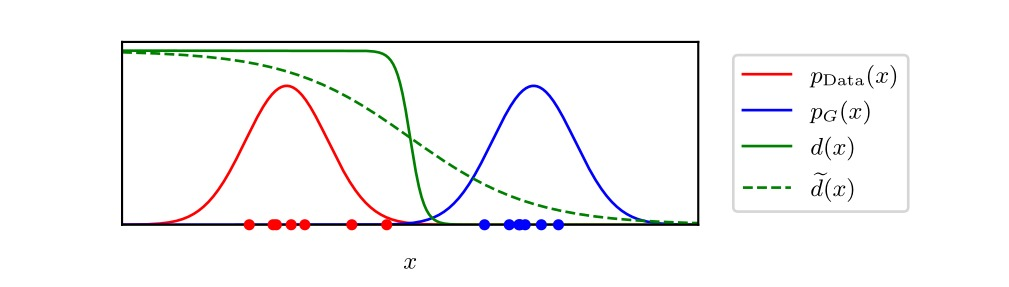 p_Data(x)
p_G(x)
d(x)
d̃(x)
x